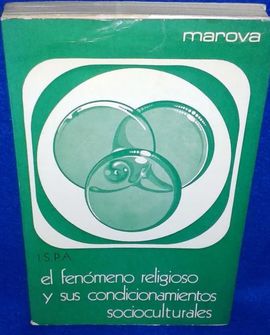 marova
I.S.P.A.
el fenómeno religioso
y sus condicionamientos
socioculturales